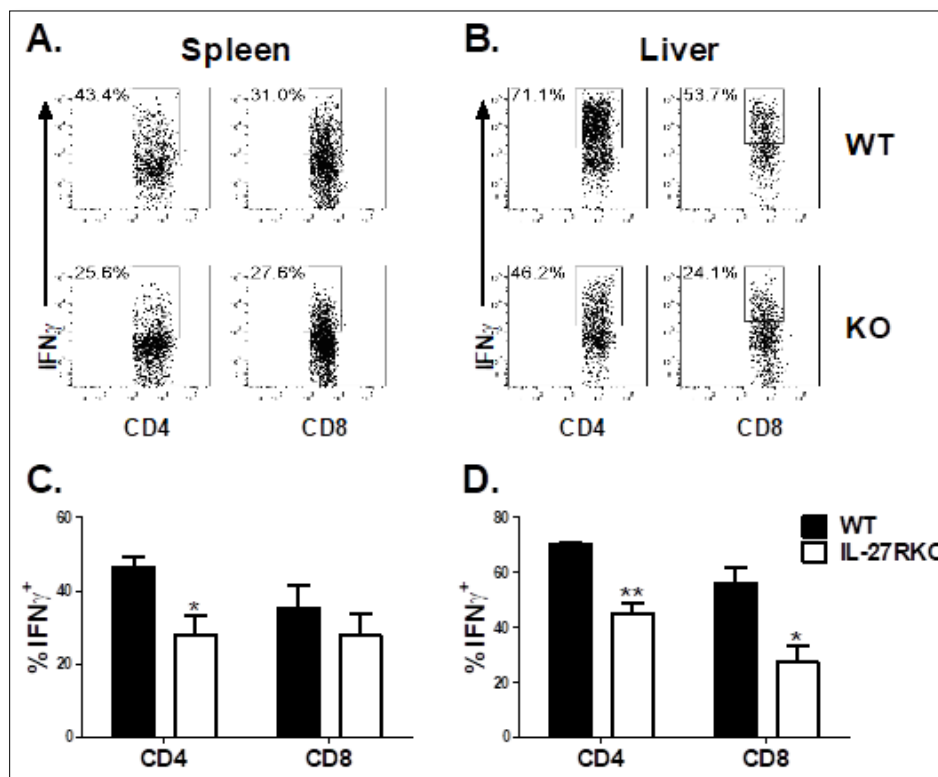 A. Spleen
B. Liver
43.4% 31.0%
71.1% 53.7%
WT
25.6% 27.6%
46.2% 24.1%
KO
IFNγ
IFNγ
CD4 CD8
CD4 CD8
C.
D.
WT
IL-27RKO
% IFNγ+
60
40
20
0
*
CD4 CD8
% IFNγ+
80
60
40
20
0
**
*
CD4 CD8